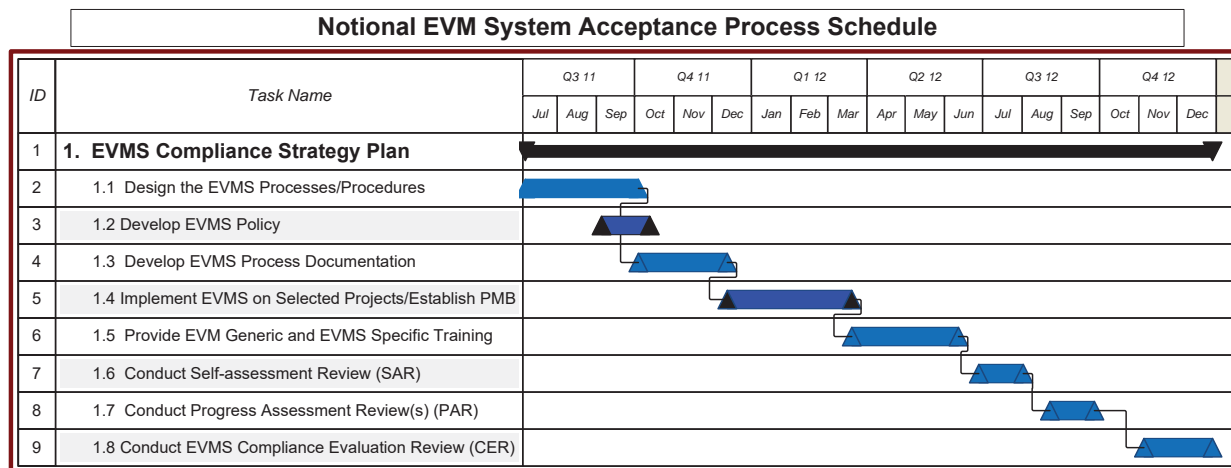 Notional EVM System Acceptance Process Schedule
ID Task Name Q3 11 Q4 11 Q1 12 Q2 12 Q3 12 Q4 12
Jul Aug Sep Oct Nov Dec Jan Feb Mar Apr May Jun Jul Aug Sep Oct Nov Dec
1 1. EVMS Compliance Strategy Plan
2 1.1 Design the EVMS Processes/Procedures
3 1.2 Develop EVMS Policy
4 1.3 Develop EVMS Process Documentation
5 1.4 Implement EVMS on Selected Projects/Establish PMB
6 1.5 Provide EVM Generic and EVMS Specific Training
7 1.6 Conduct Self-assessment Review (SAR)
8 1.7 Conduct Progress Assessment Review(s) (PAR)
9 1.8 Conduct EVMS Compliance Evaluation Review (CER)